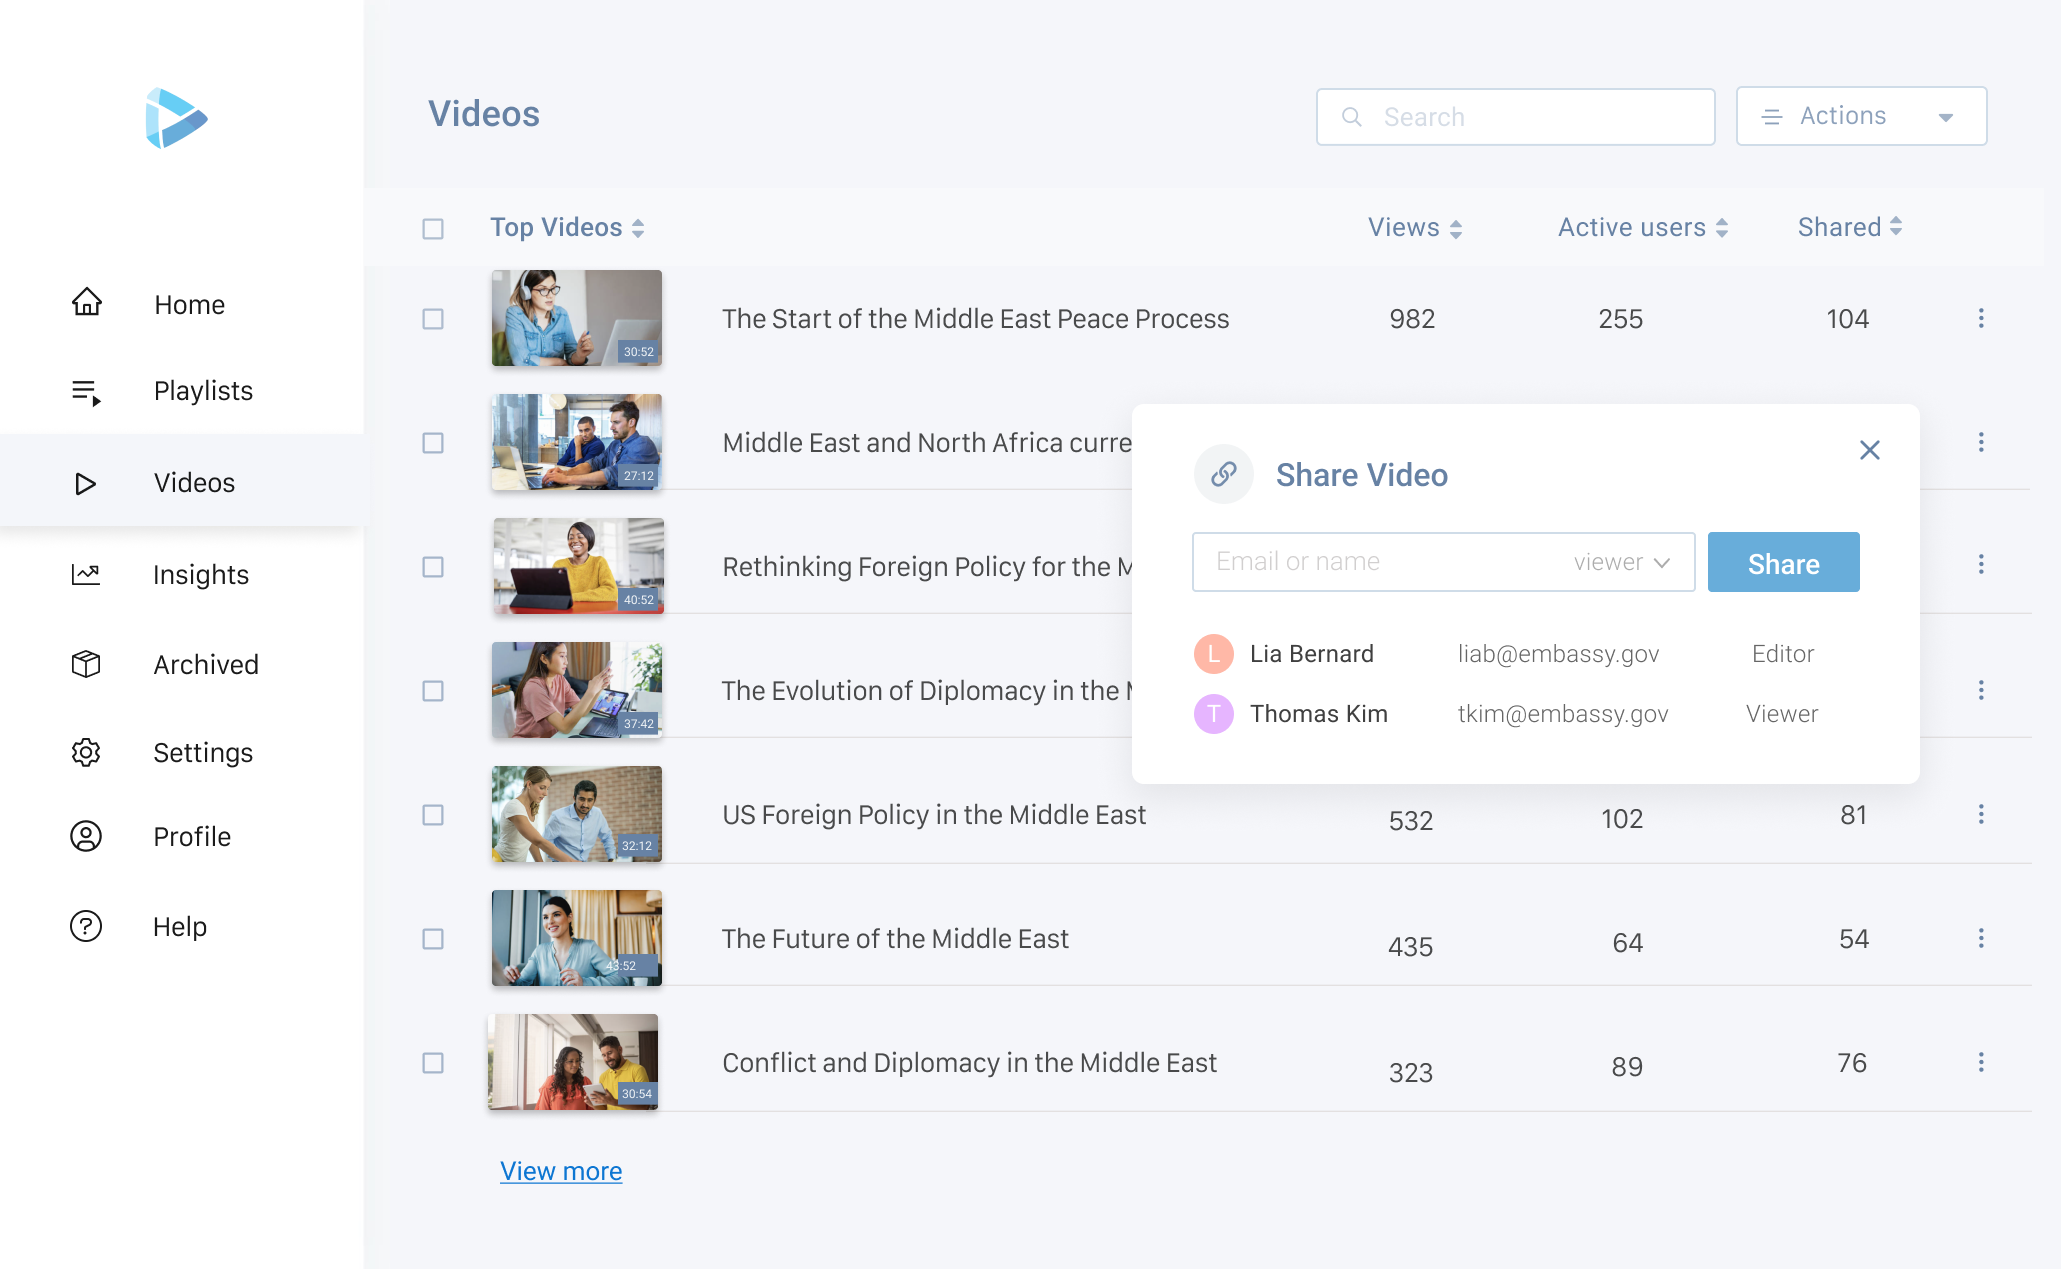 Videos
Search
Actions
Home
Playlists
Videos
Insights
Archived
Settings
Profile
Help
Top Videos
Views
Active users
Shared
30:52
The Start of the Middle East Peace Process
982
255
104
27:12
Middle East and North Africa curre
40:52
Rethinking Foreign Policy for the M
37:42
The Evolution of Diplomacy in the M
Share Video
Email or name
viewer
Share
L
Lia Bernard
liab@embassy.gov
Editor
T
Thomas Kim
tkim@embassy.gov
Viewer
32:12
US Foreign Policy in the Middle East
532
102
81
43:52
The Future of the Middle East
435
64
54
30:54
Conflict and Diplomacy in the Middle East
323
89
76
View more